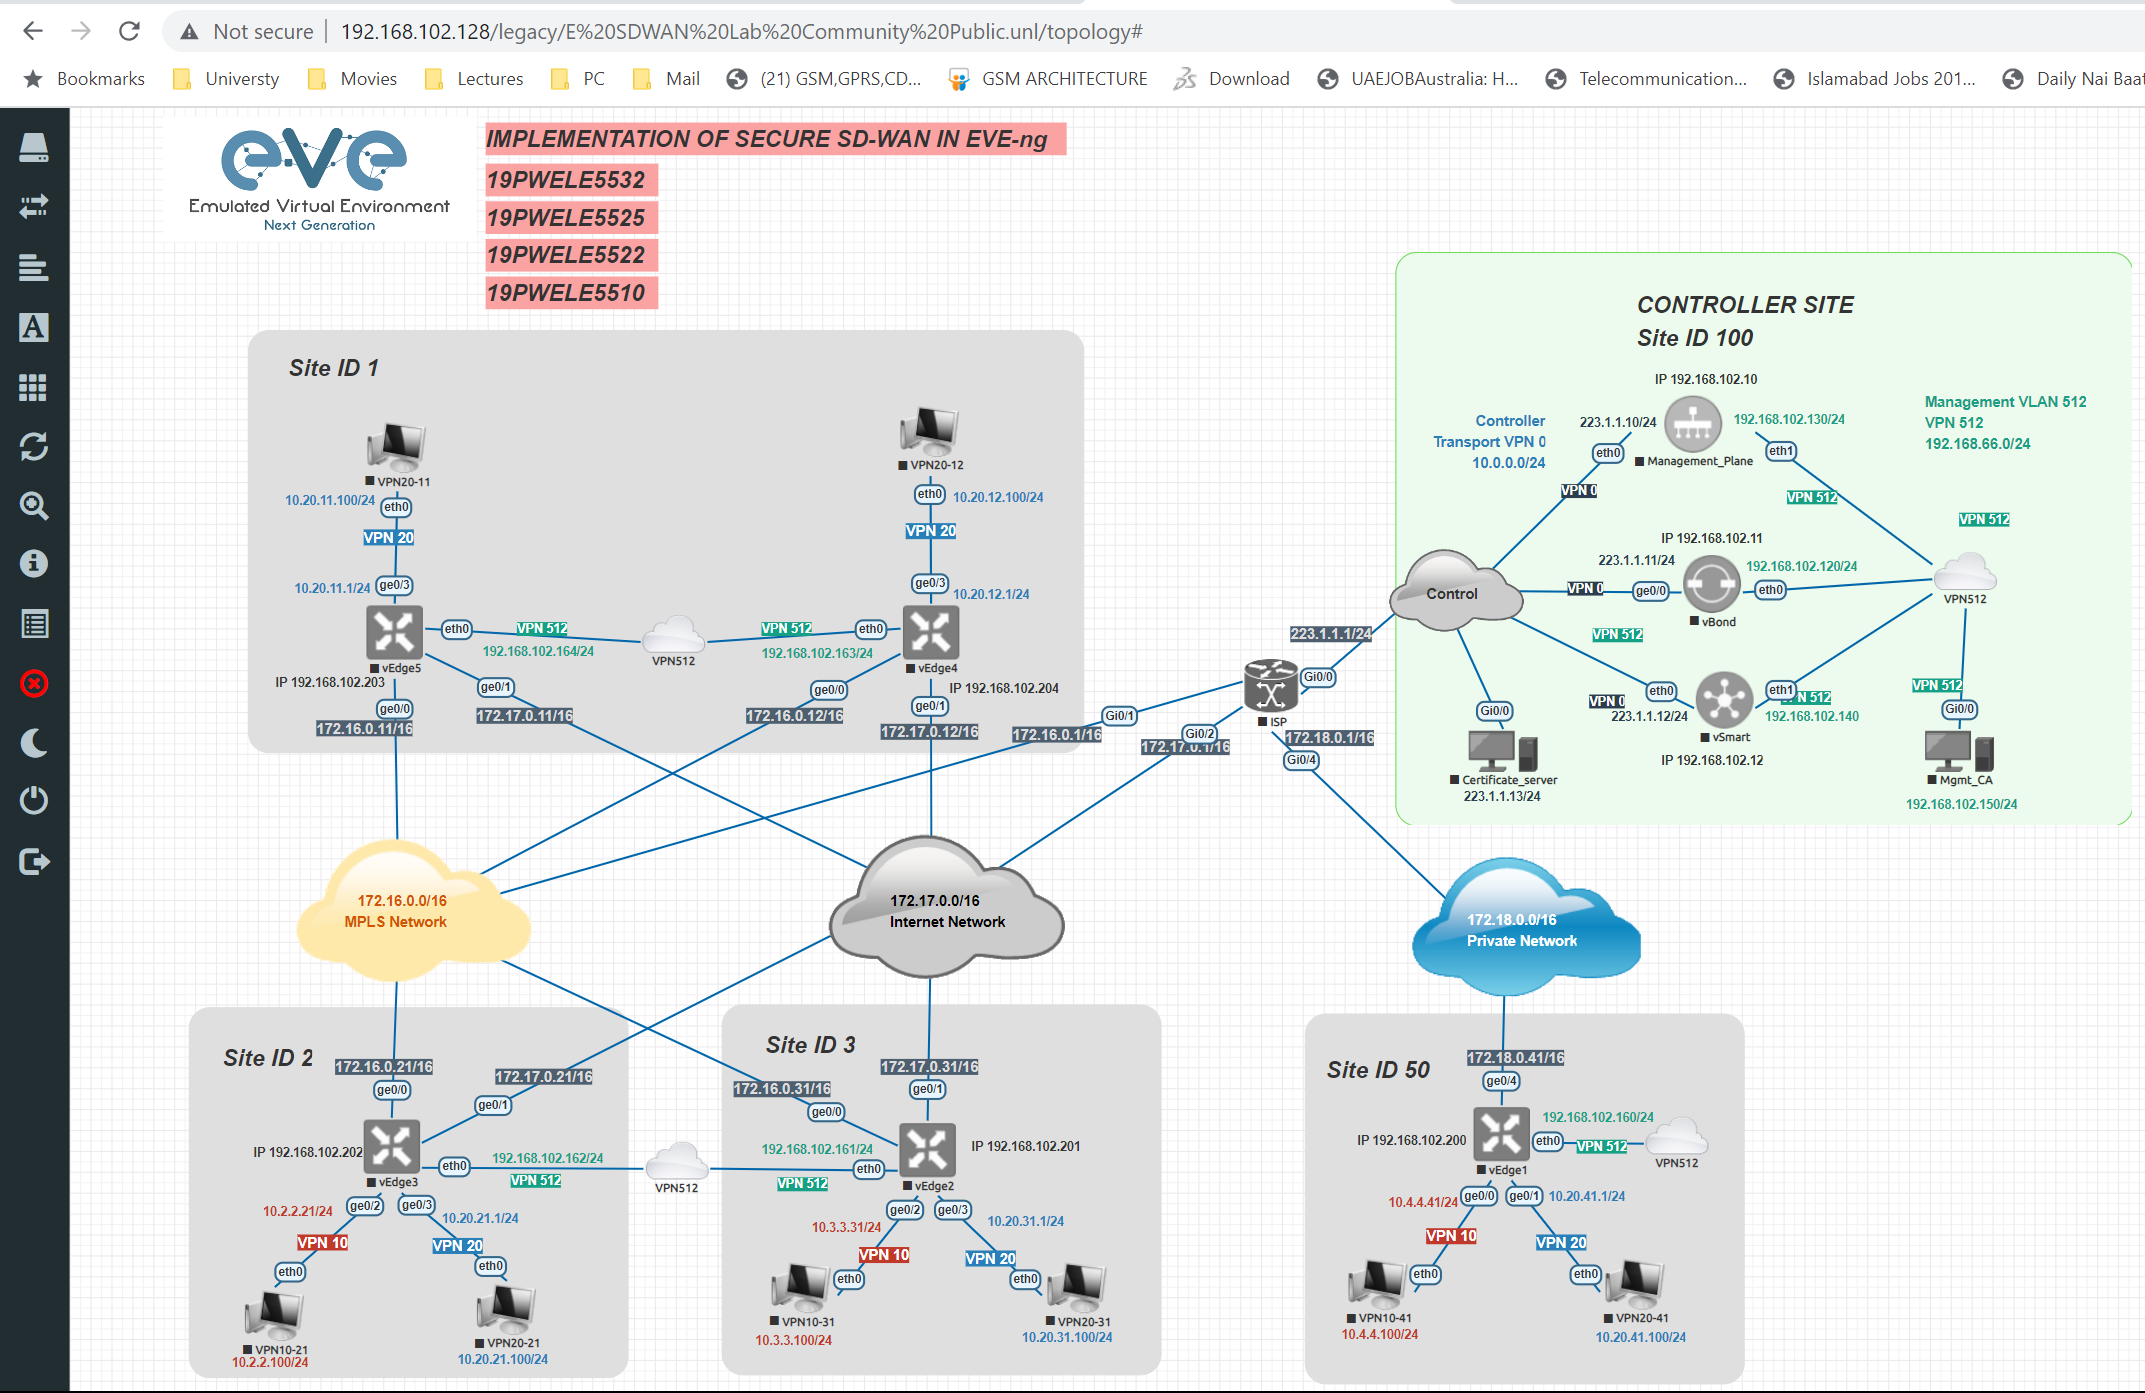 Not secure
192.168.102.128/legacy/E%20SDWAN%20Lab%20Community%20Public.unl/topology#
Bookmarks
Universty
Movies
Lectures
PC
Mail
(21) GSM,GPRS,CD...
GSM ARCHITECTURE
Download
UAEJOBAustralia: H...
Telecommunication...
Islamabad Jobs 201...
Daily Nai Baat
eve
Emulated Virtual Environment
Next Generation
IMPLEMENTATION OF SECURE SD-WAN IN EVE-ng
19PWELE5532
19PWELE5525
19PWELE5522
19PWELE5510
Site ID 1
VPN20-11
10.20.11.100/24
eth0
VPN 20
10.20.11.1/24
ge0/3
VPN20-12
eth0
10.20.12.100/24
VPN 20
ge0/3
10.20.12.1/24
eth0
VPN 512
192.168.102.164/24
VPN512
VPN 512
192.168.102.163/24
eth0
vEdge5
IP 192.168.102.203
ge0/1
172.17.0.11/16
ge0/0
172.16.0.11/16
vEdge4
IP 192.168.102.204
ge0/0
172.16.0.12/16
ge0/1
172.17.0.12/16
172.16.0.1/16
Gi0/1
172.17.0.1/16
Gi0/2
ISP
223.1.1.1/24
Gi0/0
172.18.0.1/16
Gi0/4
CONTROLLER SITE
Site ID 100
IP 192.168.102.10
Controller
Transport VPN 0
10.0.0.0/24
223.1.1.10/24
192.168.102.130/24
eth0
Management_Plane
eth1
Management VLAN 512
VPN 512
192.168.66.0/24
VPN 0
VPN 512
VPN 512
IP 192.168.102.11
223.1.1.11/24
192.168.102.120/24
Control
VPN 0
ge0/0
eth0
vBond
VPN512
VPN 512
VPN 0
eth0
223.1.1.12/24
eth1
N 512
192.168.102.140
vSmart
IP 192.168.102.12
VPN 512
Gi0/0
Gi0/0
Certificate_server
223.1.1.13/24
Mgmt_CA
192.168.102.150/24
172.16.0.0/16
MPLS Network
172.17.0.0/16
Internet Network
172.18.0.0/16
Private Network
Site ID 2
172.16.0.21/16
ge0/0
172.17.0.21/16
ge0/1
IP 192.168.102.202
vEdge3
eth0
192.168.102.162/24
VPN 512
VPN512
10.2.2.21/24
ge0/2
ge0/3
10.20.21.1/24
VPN 10
VPN 20
eth0
eth0
VPN10-21
10.2.2.100/24
VPN20-21
10.20.21.100/24
Site ID 3
172.16.0.31/16
ge0/0
172.17.0.31/16
ge0/1
192.168.102.161/24
VPN 512
eth0
IP 192.168.102.201
vEdge2
ge0/2
ge0/3
10.3.3.31/24
10.20.31.1/24
VPN 10
VPN 20
eth0
eth0
VPN10-31
10.3.3.100/24
VPN20-31
10.20.31.100/24
Site ID 50
172.18.0.41/16
ge0/4
192.168.102.160/24
IP 192.168.102.200
eth0
VPN 512
VPN512
vEdge1
10.4.4.41/24
ge0/0
ge0/1
10.20.41.1/24
VPN 10
VPN 20
eth0
eth0
VPN10-41
10.4.4.100/24
VPN20-41
10.20.41.100/24